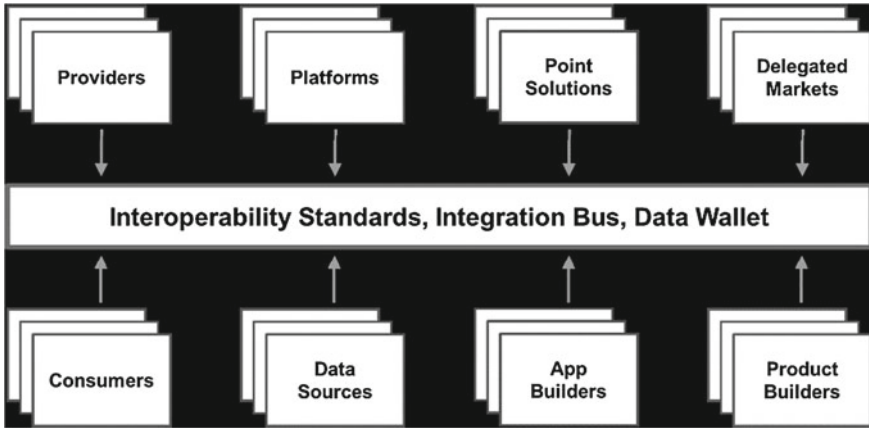 Providers
Platforms
Point
Solutions
Delegated
Markets
Interoperability Standards, Integration Bus, Data Wallet
Consumers
Data
Sources
App
Builders
Product
Builders